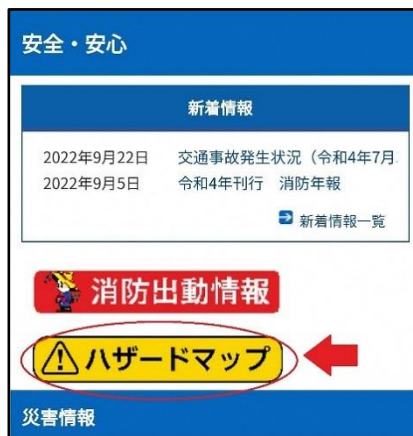 安全・安心
新着情報
2022年9月22日 交通事故発生状況（令和4年7月
2022年9月5日 令和4年刊行 消防年報
新着情報一覧
消防出動情報
ハザードマップ
災害情報